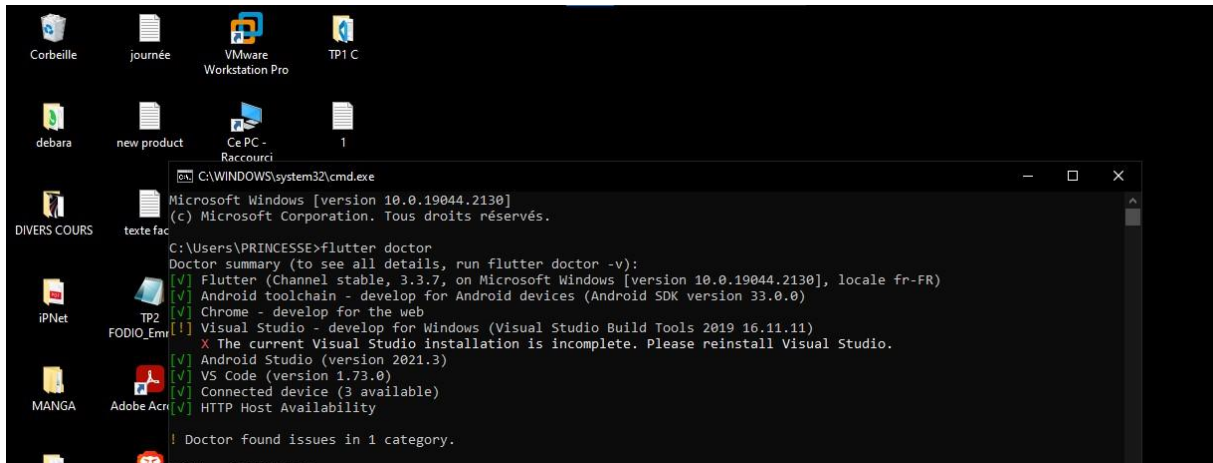 Corbeille
journée
VMware
Workstation Pro
TP1 C
debara
new product
Ce PC -
Raccourci
1
DIVERS COURS
texte fac
iPNet
TP2
FODIO_Em
MANGA
Adobe Acr
C:\WINDOWS\system32\cmd.exe
Microsoft Windows [version 10.0.19044.2130]
(c) Microsoft Corporation. Tous droits réservés.
C:\Users\PRINCESSE>flutter doctor
Doctor summary (to see all details, run flutter doctor -v):
[√] Flutter (Channel stable, 3.3.7, on Microsoft Windows [version 10.0.19044.2130], locale fr-FR)
[√] Android toolchain - develop for Android devices (Android SDK version 33.0.0)
[√] Chrome - develop for the web
[!] Visual Studio - develop for Windows (Visual Studio Build Tools 2019 16.11.11)
X The current Visual Studio installation is incomplete. Please reinstall Visual Studio.
[√] Android Studio (version 2021.3)
[√] VS Code (version 1.73.0)
[√] Connected device (3 available)
[√] HTTP Host Availability
! Doctor found issues in 1 category.